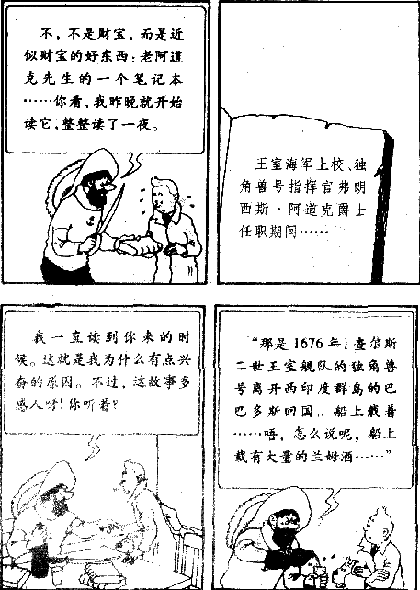 不，不是财宝，而是近
似财宝的好东西：老阿道
克先生的一个笔记本
……你看，我昨晚就开始
读它，整整读了一夜。
王室海军上校、独
角兽号指挥官弗朗
西斯·阿道克爵士
任职期间……
我一直读到你来的时
候。这就是我为什么有点兴
奋的原因。不过，这故事多
感人呀！你听着？
“那是1676年，查尔斯
二世王室舰队的独角兽
号离开西印度群岛的巴
巴多斯回国。船上载着
……唔，怎么说呢，船上
载有大量的兰姆酒……”